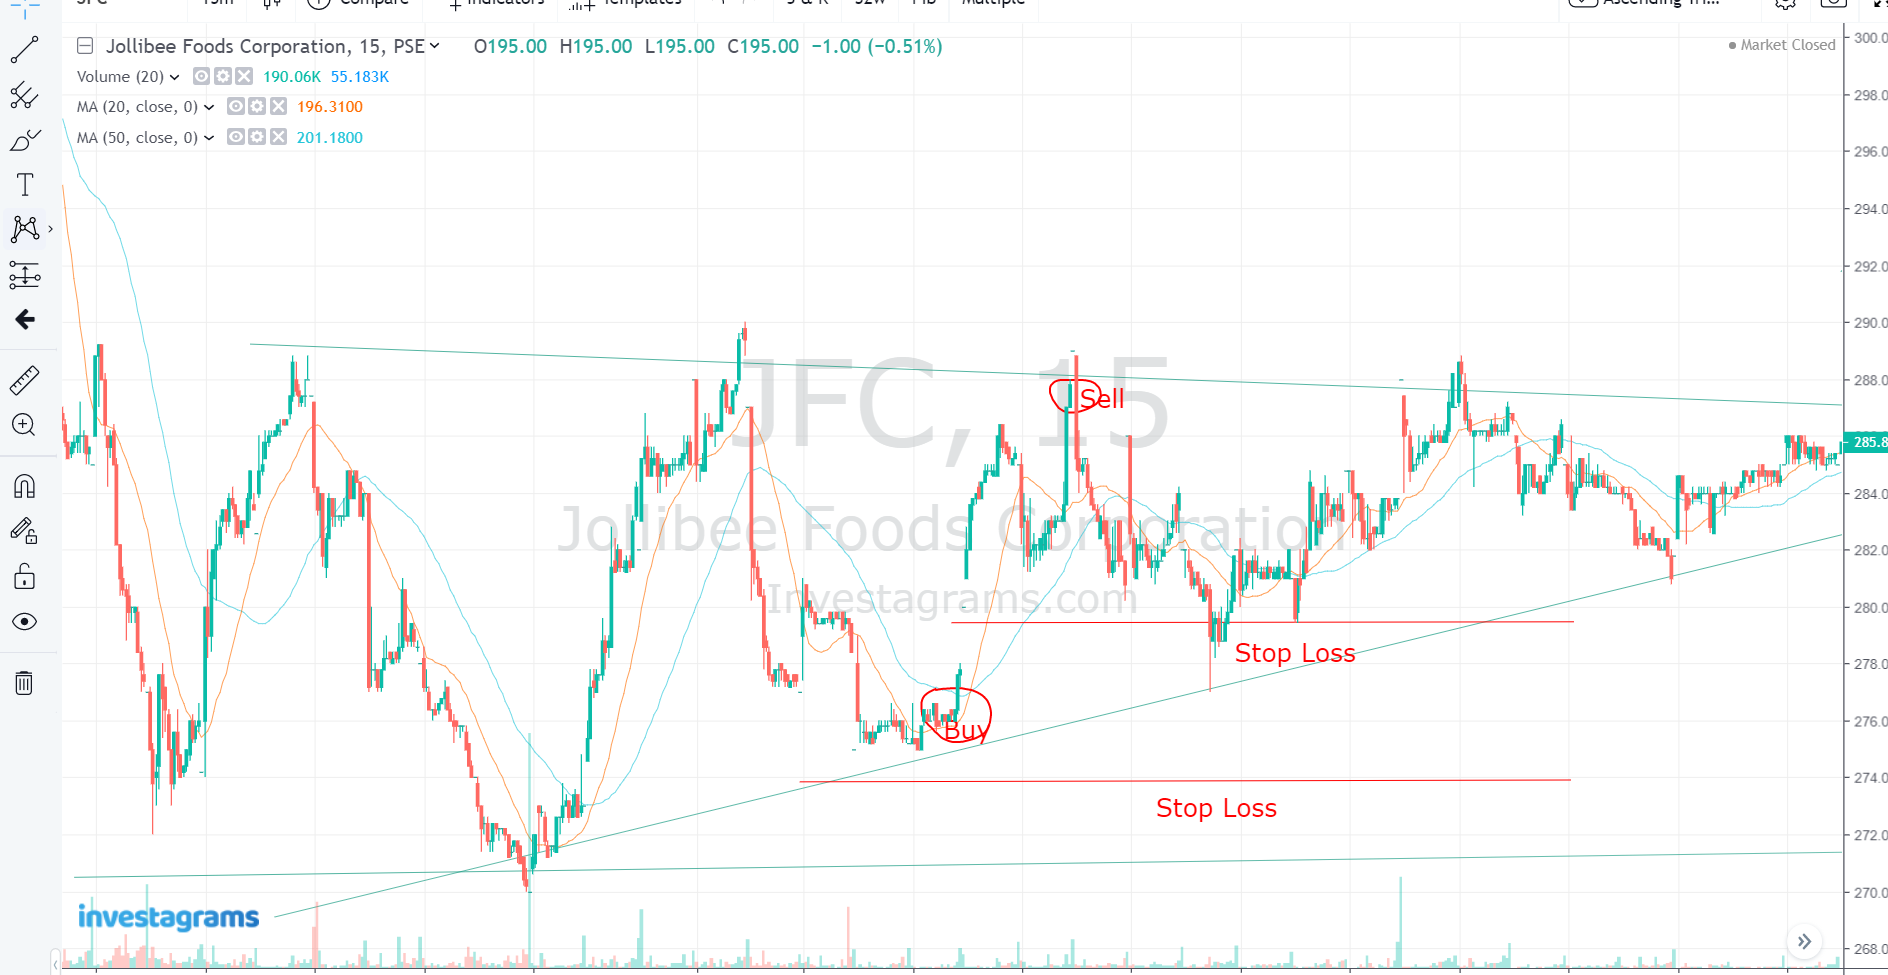 Compare
Indicators
Templates
Multiple
Ascending Tri...
Jollibee Foods Corporation, 15, PSE O195.00 H195.00 L195.00 C195.00 −1.00 (−0.51%)
Market Closed
Volume (20) 190.06K 55.183K
MA (20, close, 0) 196.3100
MA (50, close, 0) 201.1800
300.0
298.0
296.0
294.0
292.0
290.0
288.0
285.8
284.0
282.0
280.0
278.0
276.0
274.0
272.0
270.0
268.0
JFC, 15
Jollibee Foods Corporation
Investagrams.com
Sell
Stop Loss
Buy
Stop Loss
investagrams